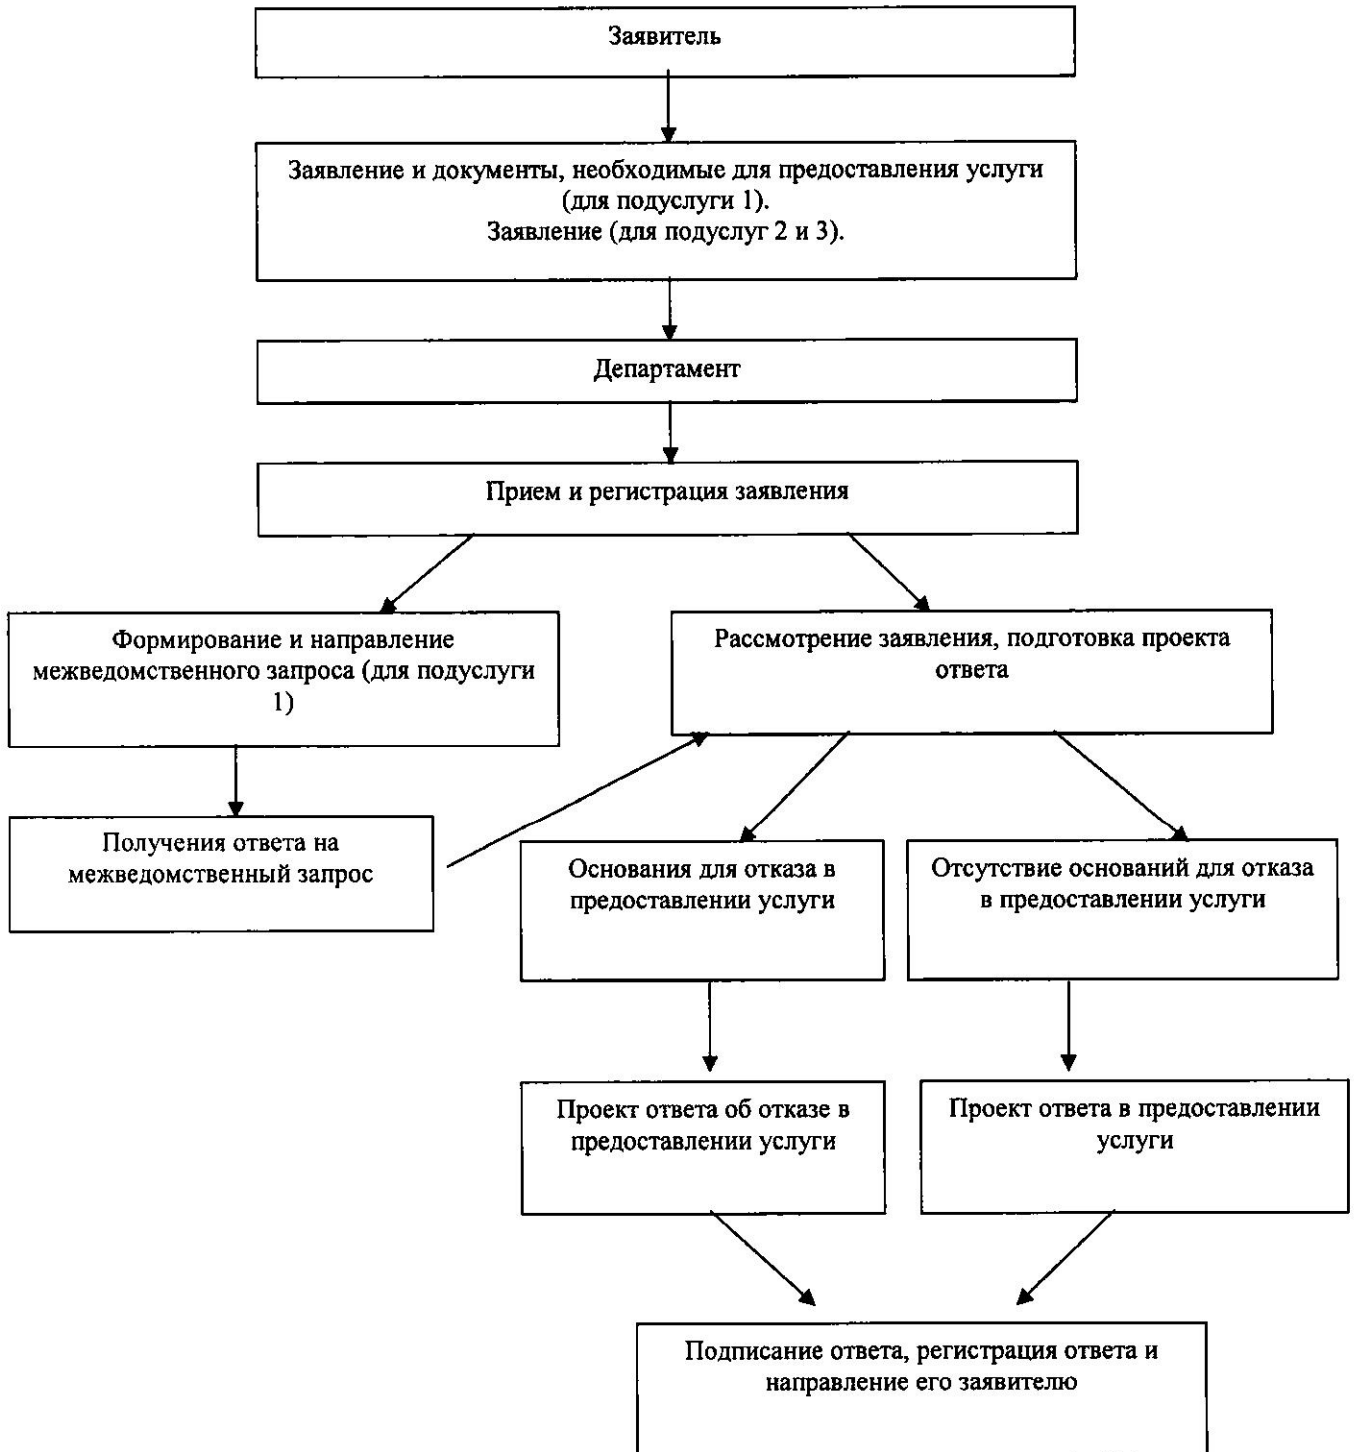 Заявитель
Заявление и документы, необходимые для предоставления услуги
(для подуслуги 1).
Заявление (для подуслуг 2 и 3).
Департамент
Прием и регистрация заявления
Формирование и направление
межведомственного запроса (для подуслуги
1)
Рассмотрение заявления, подготовка проекта
ответа
Получения ответа на
межведомственный запрос
Основания для отказа в
предоставлении услуги
Отсутствие оснований для отказа
в предоставлении услуги
Проект ответа об отказе в
предоставлении услуги
Проект ответа в предоставлении
услуги
Подписание ответа, регистрация ответа и
направление его заявителю